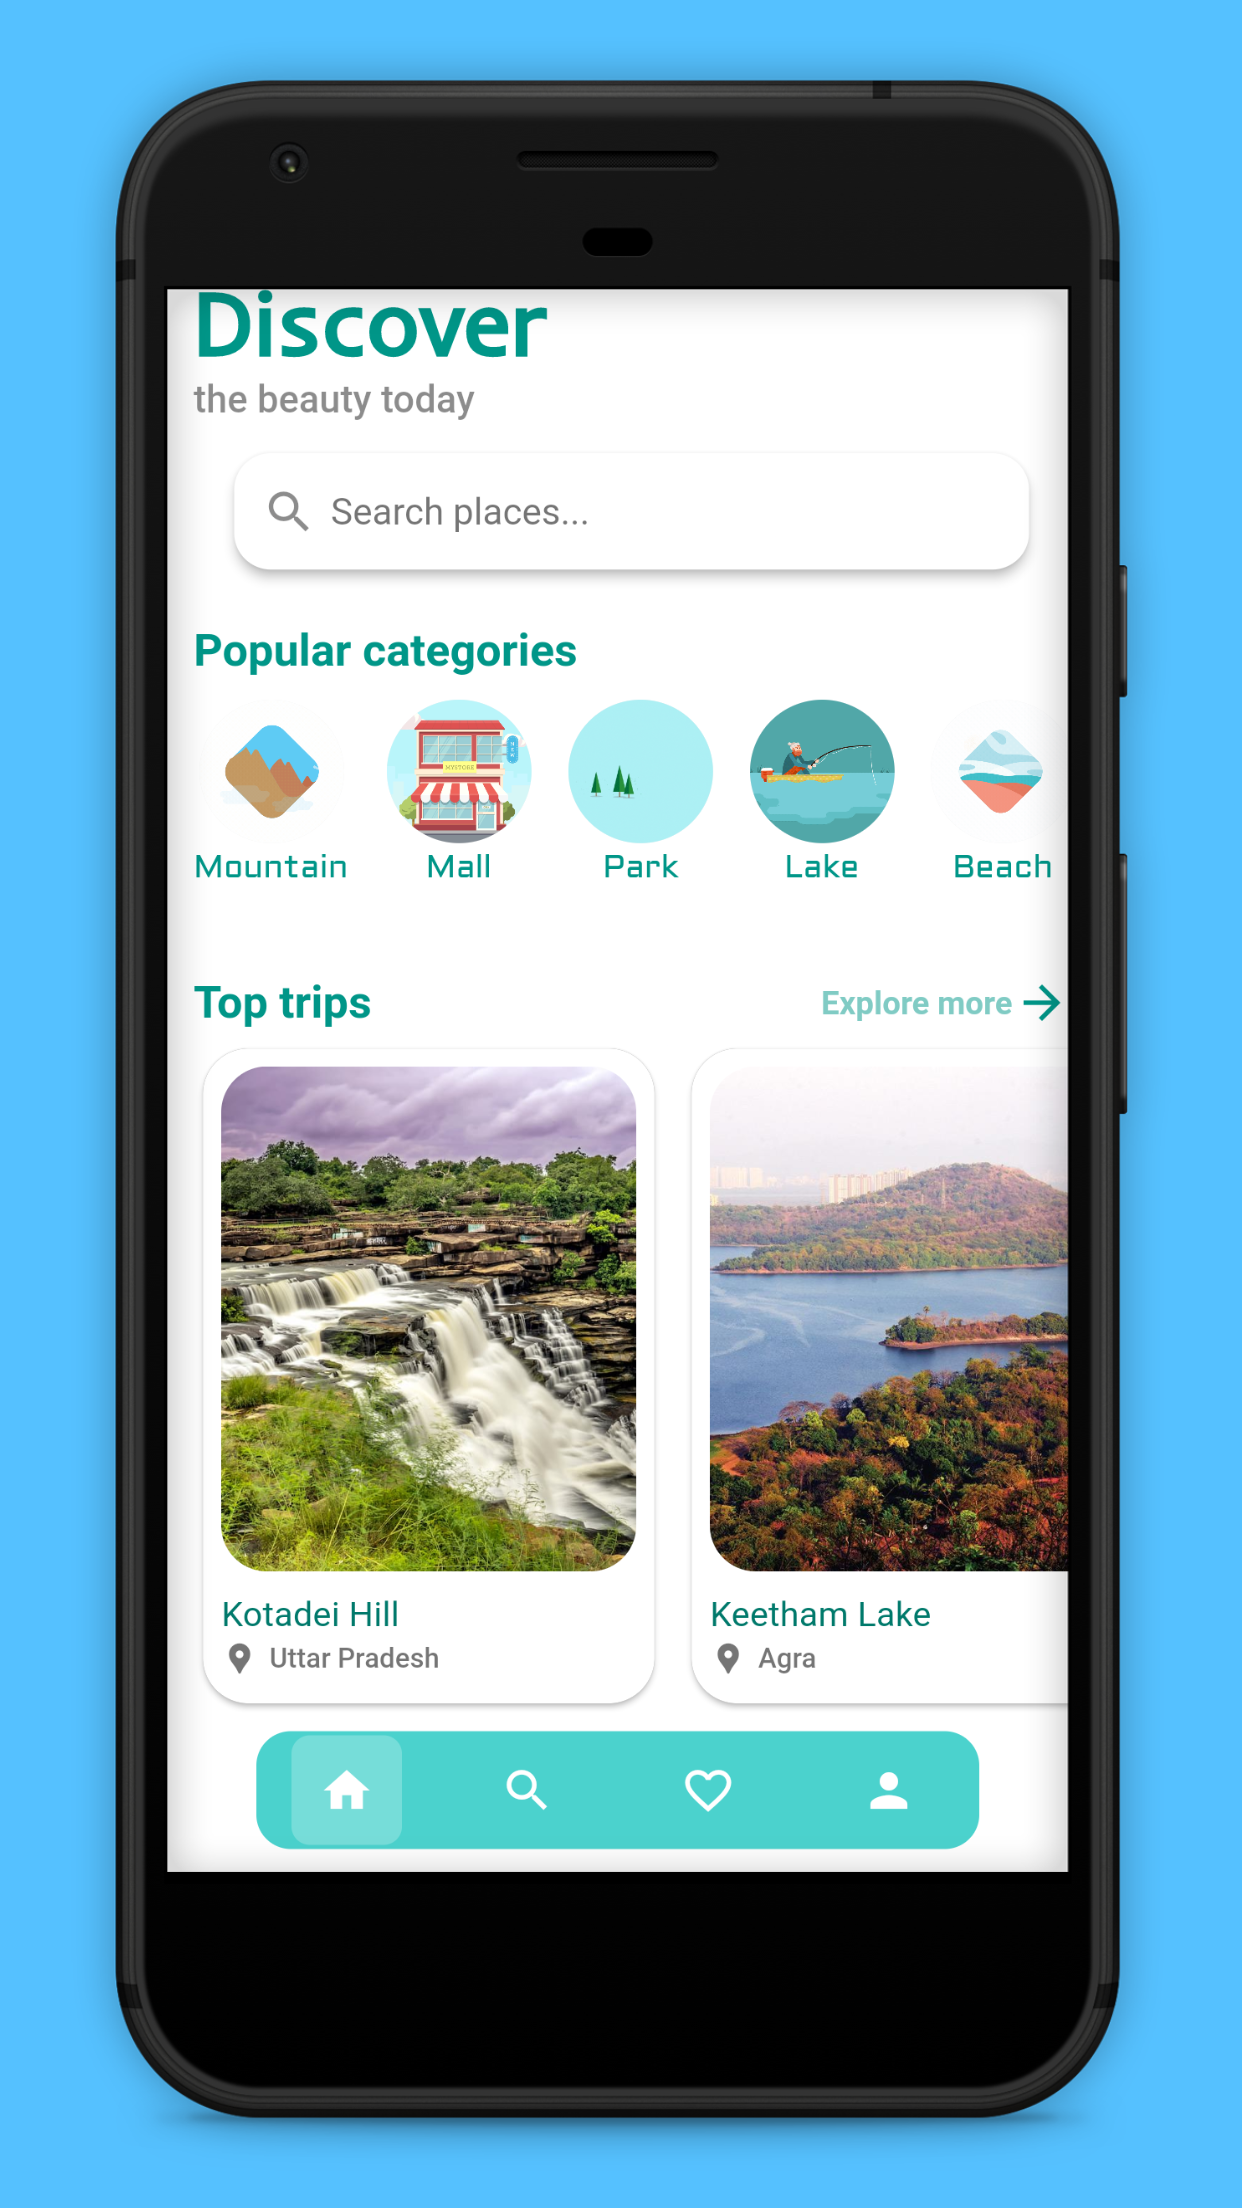 Discover
the beauty today
Search places...
Popular categories
MYSTORE
Mountain
Mall
Park
Lake
Beach
Top trips
Explore more
Kotadei Hill
Uttar Pradesh
Keetham Lake
Agra